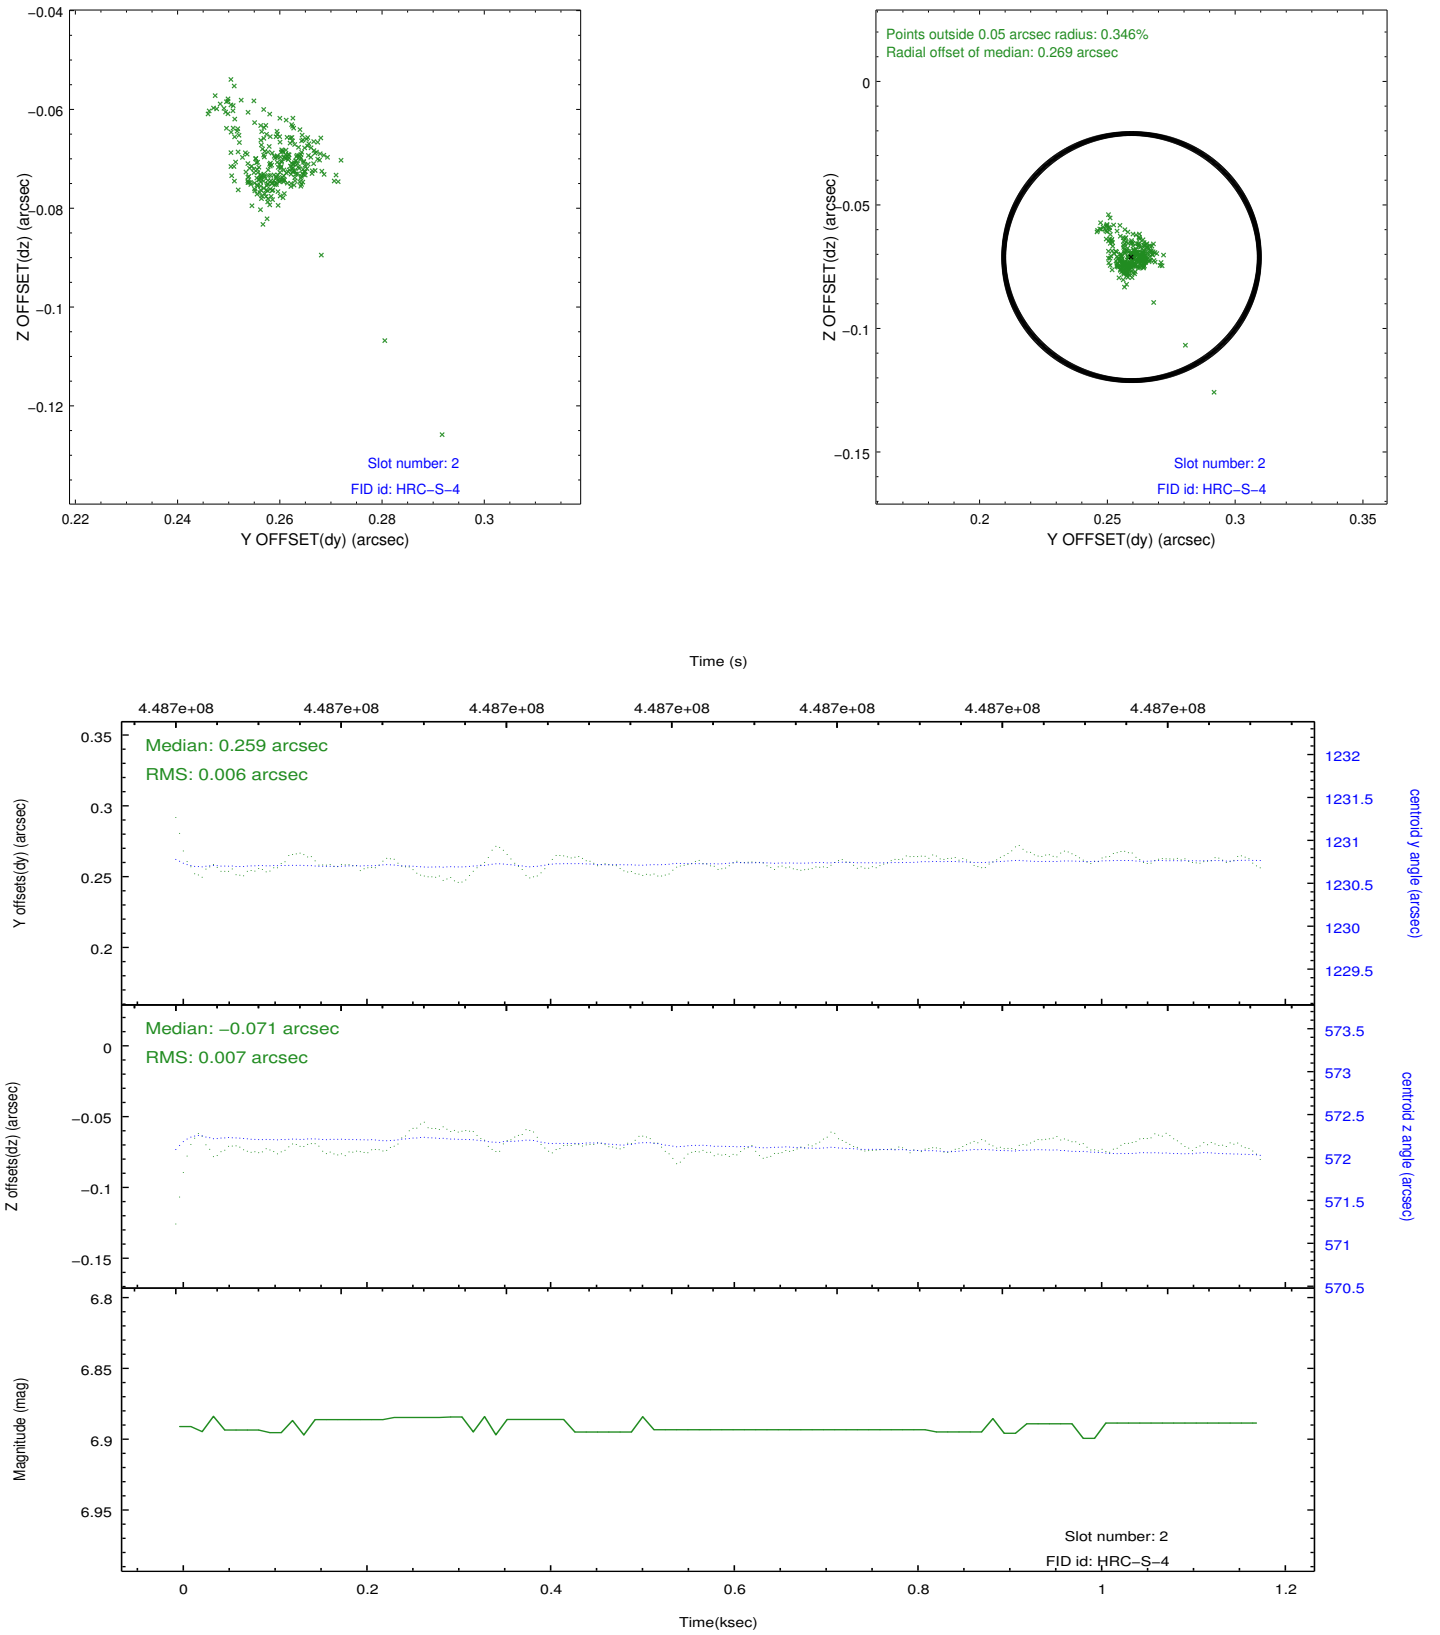 −0.04
−0.06
−0.08
−0.1
−0.12
Z OFFSET(dz) (arcsec)
Slot number: 2
FID id: HRC−S−4
0.22 0.24 0.26 0.28 0.3
Y OFFSET(dy) (arcsec)
Points outside 0.05 arcsec radius: 0.346%
Radial offset of median: 0.269 arcsec
0
−0.05
−0.1
−0.15
Z OFFSET(dz) (arcsec)
Slot number: 2
FID id: HRC−S−4
0.2 0.25 0.3 0.35
Y OFFSET(dy) (arcsec)
Time (s)
4.487e+08 4.487e+08 4.487e+08 4.487e+08 4.487e+08 4.487e+08 4.487e+08
Median: 0.259 arcsec
RMS: 0.006 arcsec
0.35
0.3
0.25
0.2
Y offsets(dy) (arcsec)
1232
1231.5
1231
1230.5
1230
1229.5
centroid y angle (arcsec)
Median: −0.071 arcsec
RMS: 0.007 arcsec
0
−0.05
−0.1
−0.15
Z offsets(dz) (arcsec)
573.5
573
572.5
572
571.5
571
570.5
centroid z angle (arcsec)
6.8
6.85
6.9
6.95
Magnitude (mag)
Slot number: 2
FID id: HRC−S−4
0 0.2 0.4 0.6 0.8 1 1.2
Time(ksec)